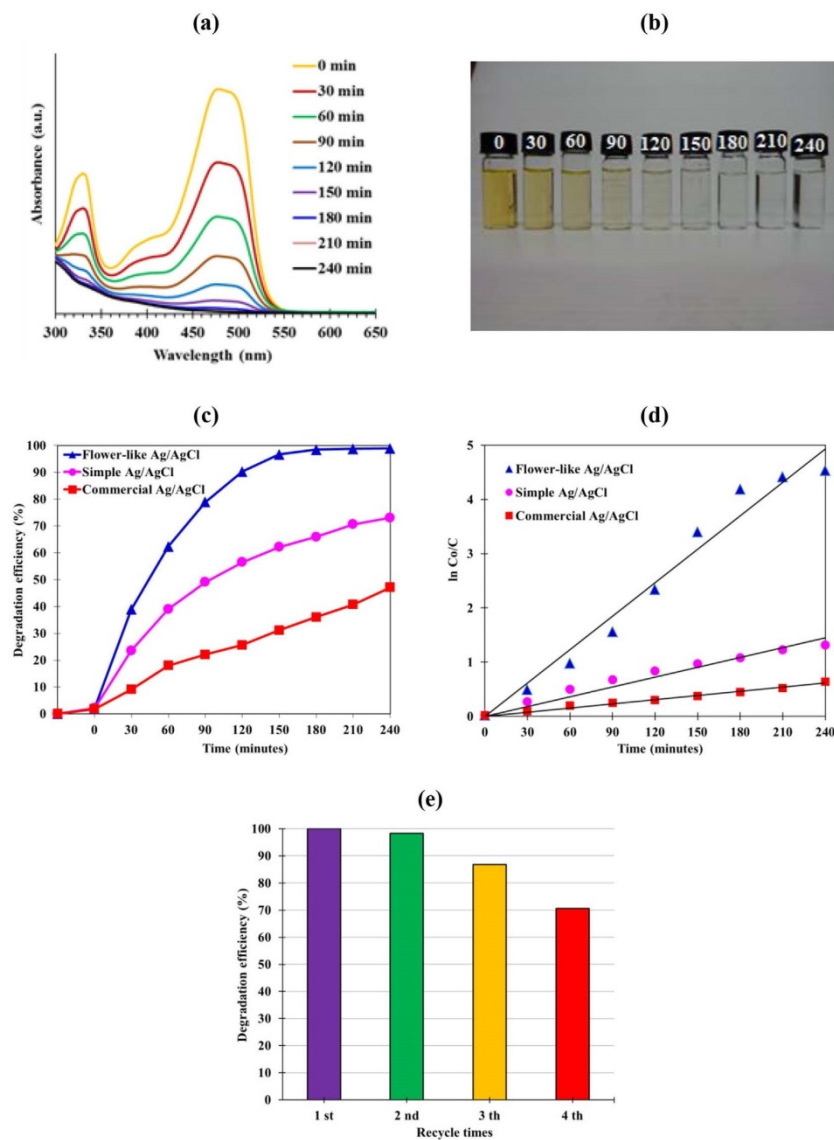 (a)
Absorbance (a.u.)
0 min
30 min
60 min
90 min
120 min
150 min
180 min
210 min
240 min
300 350 400 450 500 550 600 650
Wavelength (nm)
(b)
0 30 60 90 120 150 180 210 240
(c)
Degradation efficiency (%)
100
90
80
70
60
50
40
30
20
10
0
Flower-like Ag/AgCl
Simple Ag/AgCl
Commercial Ag/AgCl
0 30 60 90 120 150 180 210 240
Time (minutes)
(d)
ln Co/C
5
4
3
2
1
0
Flower-like Ag/AgCl
Simple Ag/AgCl
Commercial Ag/AgCl
0 30 60 90 120 150 180 210 240
Time (minutes)
(e)
Degradation efficiency (%)
100
90
80
70
60
50
40
30
20
10
0
1 st 2 nd 3 th 4 th
Recycle times